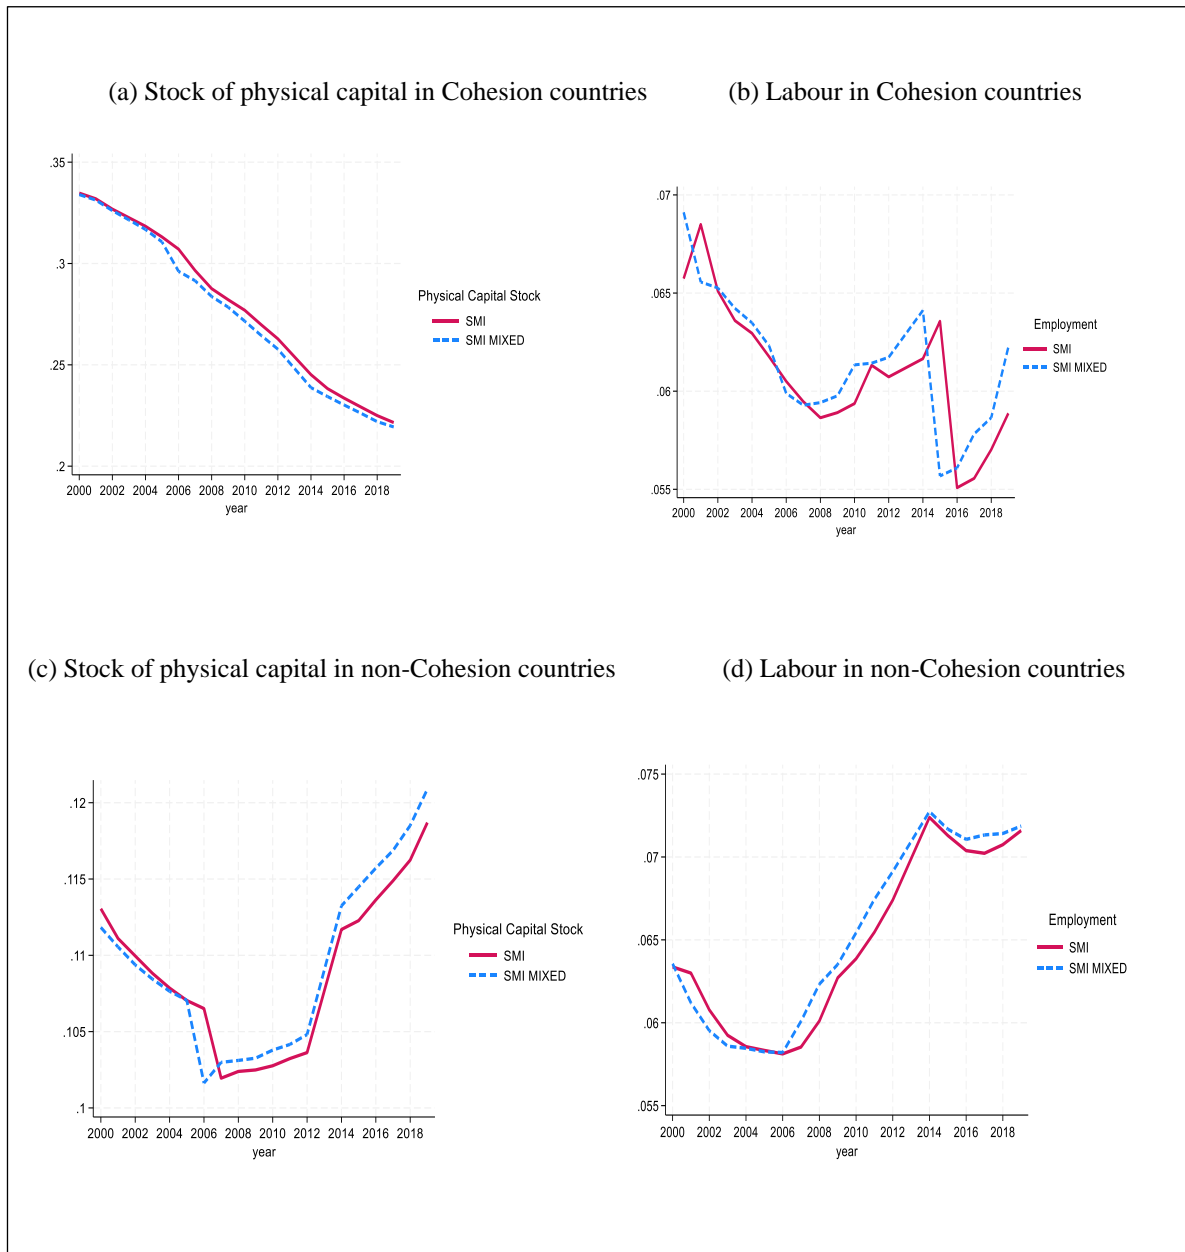 (a) Stock of physical capital in Cohesion countries
.35
.3
.25
.2
2000 2002 2004 2006 2008 2010 2012 2014 2016 2018
year
Physical Capital Stock
SMI
SMI MIXED
(b) Labour in Cohesion countries
.07
.065
.06
.055
2000 2002 2004 2006 2008 2010 2012 2014 2016 2018
year
Employment
SMI
SMI MIXED
(c) Stock of physical capital in non-Cohesion countries
.12
.115
.11
.105
.1
2000 2002 2004 2006 2008 2010 2012 2014 2016 2018
year
Physical Capital Stock
SMI
SMI MIXED
(d) Labour in non-Cohesion countries
.075
.07
.065
.06
.055
2000 2002 2004 2006 2008 2010 2012 2014 2016 2018
year
Employment
SMI
SMI MIXED